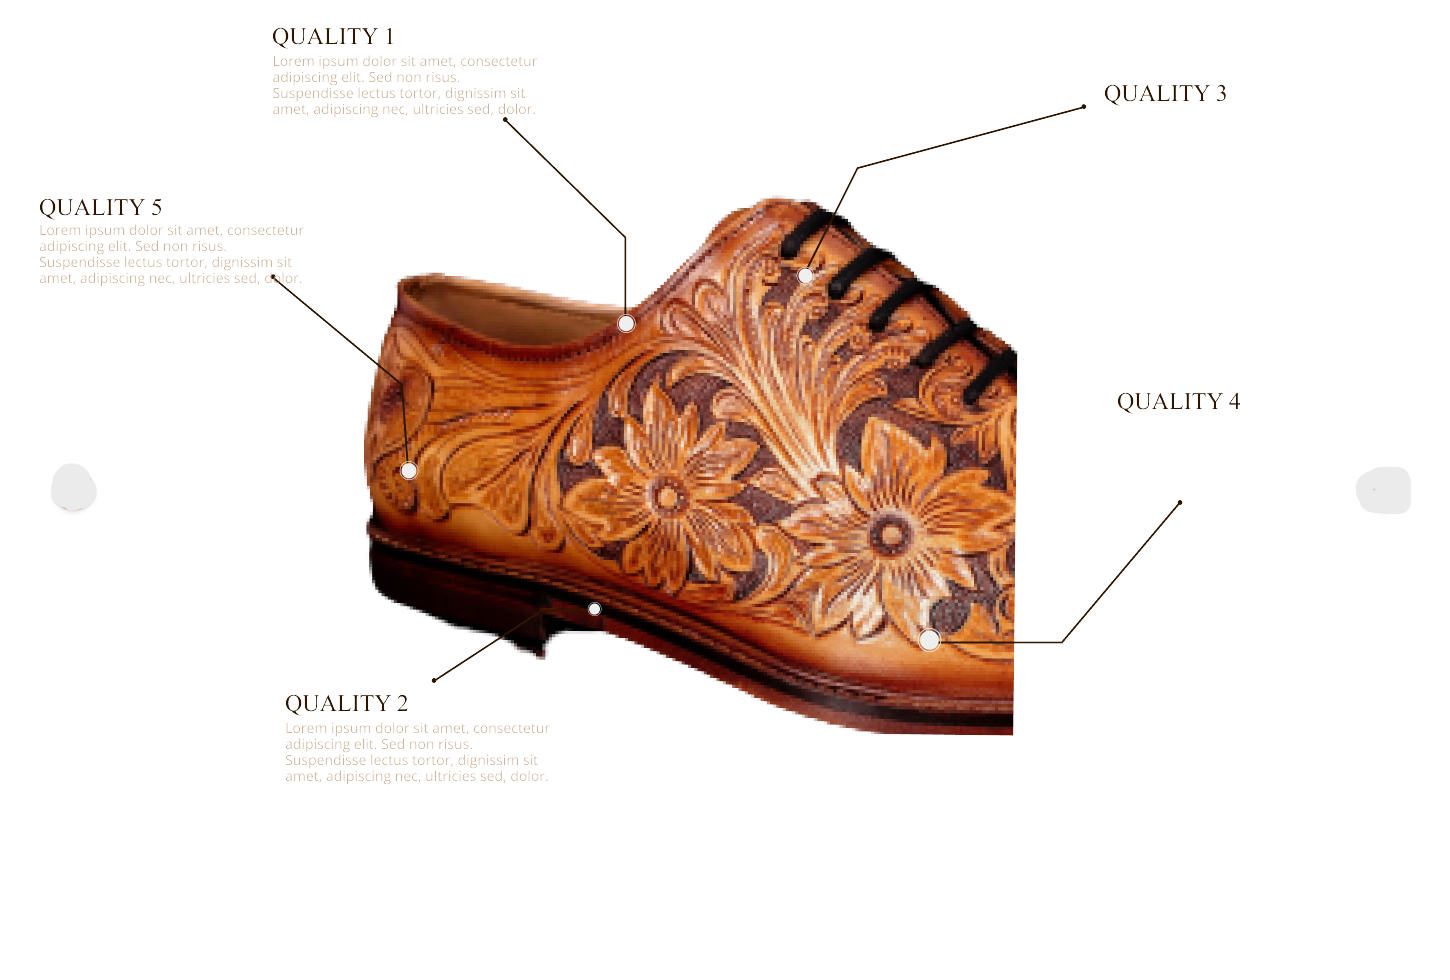 QUALITY 1
Lorem ipsum dolor sit amet, consectetur
adipiscing elit. Sed non risus.
Suspendisse lectus tortor, dignissim sit
amet, adipiscing nec, ultricies sed, dolor.
QUALITY 3
QUALITY 5
Lorem ipsum dolor sit amet, consectetur
adipiscing elit. Sed non risus.
Suspendisse lectus tortor, dignissim sit
amet, adipiscing nec, ultricies sed, dolor.
QUALITY 4
QUALITY 2
Lorem ipsum dolor sit amet, consectetur
adipiscing elit. Sed non risus.
Suspendisse lectus tortor, dignissim sit
amet, adipiscing nec, ultricies sed, dolor.